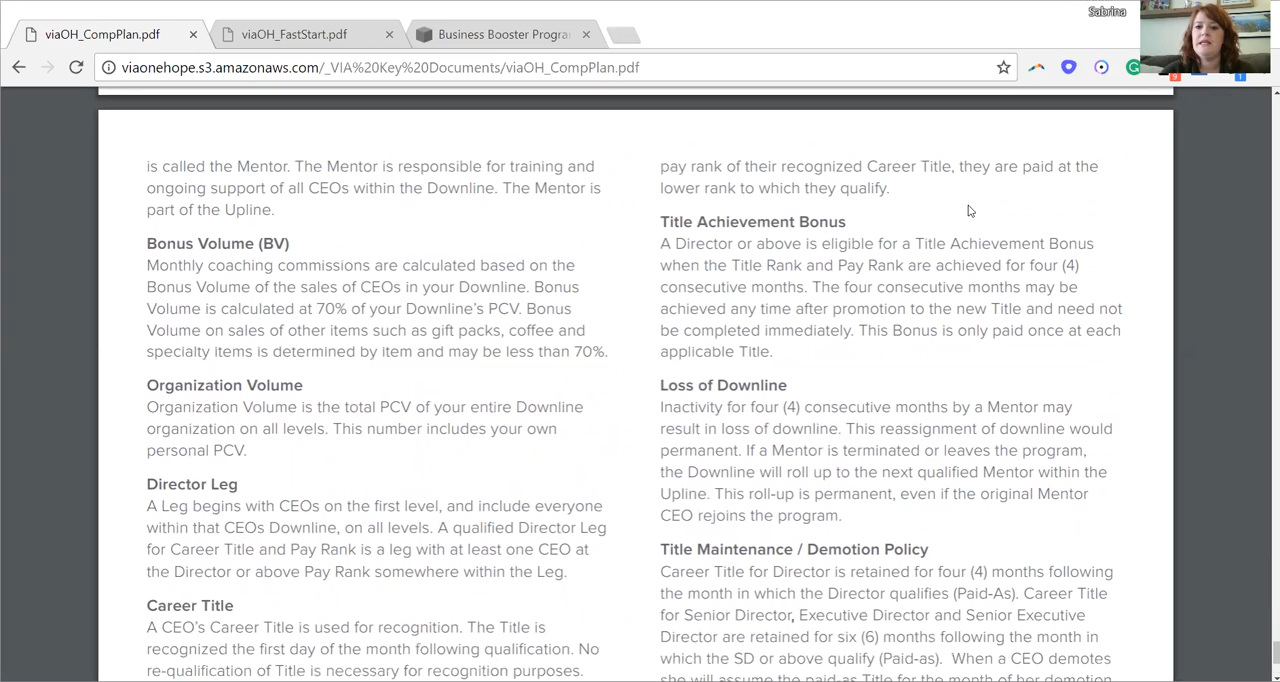 Sabrina
viaOH_CompPlan.pdf
viaOH_FastStart.pdf
Business Booster Progra
viaonehope.s3.amazonaws.com/_VIA%20Key%20Documents/viaOH_CompPlan.pdf
is called the Mentor. The Mentor is responsible for training and
ongoing support of all CEOs within the Downline. The Mentor is
part of the Upline.
Bonus Volume (BV)
Monthly coaching commissions are calculated based on the
Bonus Volume of the sales of CEOs in your Downline. Bonus
Volume is calculated at 70% of your Downline's PCV. Bonus
Volume on sales of other items such as gift packs, coffee and
specialty items is determined by item and may be less than 70%.
Organization Volume
Organization Volume is the total PCV of your entire Downline
organization on all levels. This number includes your own
personal PCV.
Director Leg
A Leg begins with CEOs on the first level, and include everyone
within that CEOs Downline, on all levels. A qualified Director Leg
for Career Title and Pay Rank is a leg with at least one CEO at
the Director or above Pay Rank somewhere within the Leg.
Career Title
A CEO's Career Title is used for recognition. The Title is
recognized the first day of the month following qualification. No
re-qualification of Title is necessary for recognition purposes.
pay rank of their recognized Career Title, they are paid at the
lower rank to which they qualify.
Title Achievement Bonus
A Director or above is eligible for a Title Achievement Bonus
when the Title Rank and Pay Rank are achieved for four (4)
consecutive months. The four consecutive months may be
achieved any time after promotion to the new Title and need not
be completed immediately. This Bonus is only paid once at each
applicable Title.
Loss of Downline
Inactivity for four (4) consecutive months by a Mentor may
result in loss of downline. This reassignment of downline would
permanent. If a Mentor is terminated or leaves the program,
the Downline will roll up to the next qualified Mentor within the
Upline. This roll-up is permanent, even if the original Mentor
CEO rejoins the program.
Title Maintenance / Demotion Policy
Career Title for Director is retained for four (4) months following
the month in which the Director qualifies (Paid-As). Career Title
for Senior Director, Executive Director and Senior Executive
Director are retained for six (6) months following the month in
which the SD or above qualify (Paid-as). When a CEO demotes
she will assume the paid-as Title for the month of her demotion